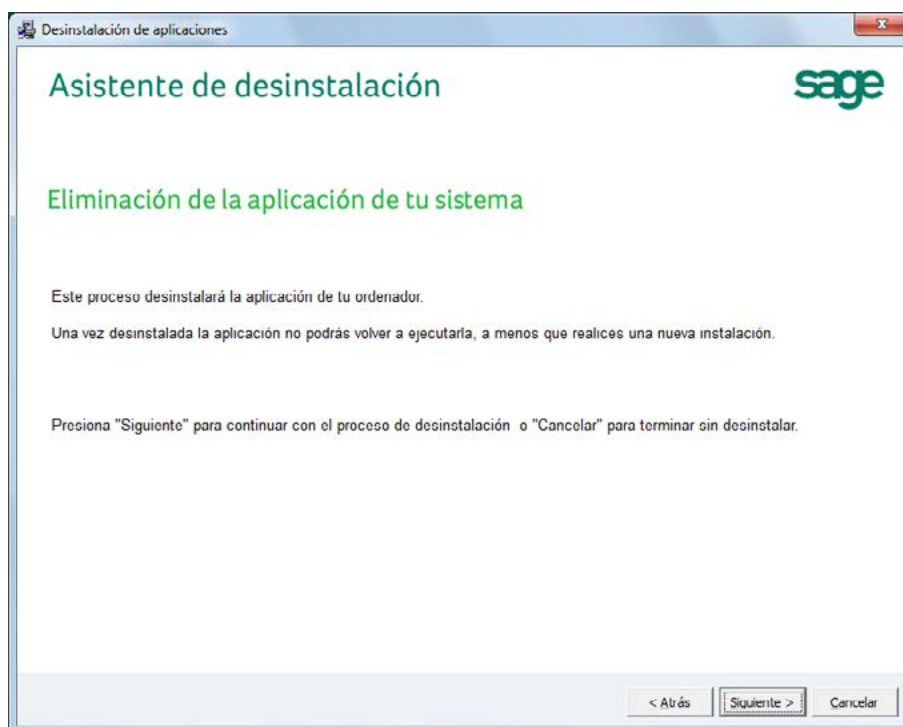 Desinstalación de aplicaciones
Asistente de desinstalación
sage
Eliminación de la aplicación de tu sistema
Este proceso desinstalará la aplicación de tu ordenador.
Una vez desinstalada la aplicación no podrás volver a ejecutarla, a menos que realices una nueva instalación.
Presiona "Siguiente" para continuar con el proceso de desinstalación o "Cancelar" para terminar sin desinstalar.
< Atrás Siguiente > Cancelar